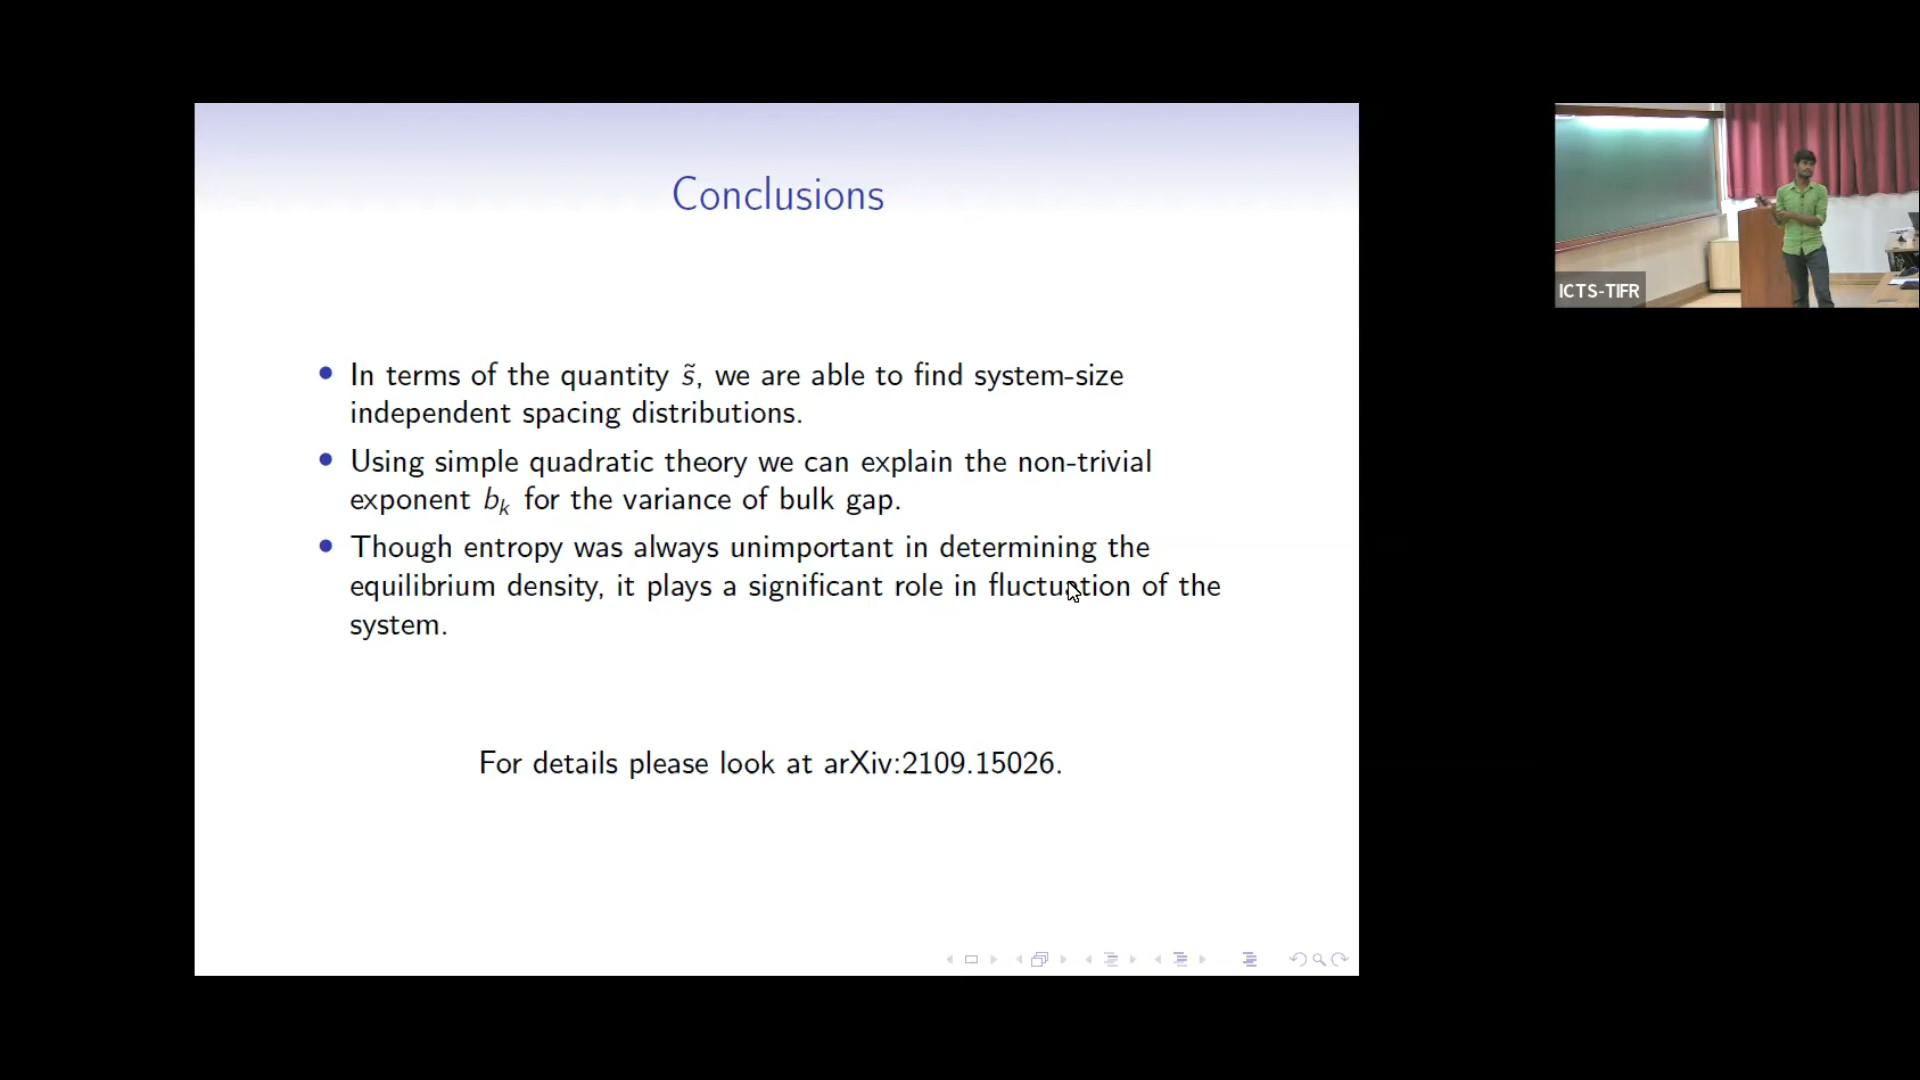 Conclusions
• In terms of the quantity s̃, we are able to find system-size
independent spacing distributions.
• Using simple quadratic theory we can explain the non-trivial
exponent bₖ for the variance of bulk gap.
• Though entropy was always unimportant in determining the
equilibrium density, it plays a significant role in fluctuation of the
system.
For details please look at arXiv:2109.15026.
ICTS-TIFR